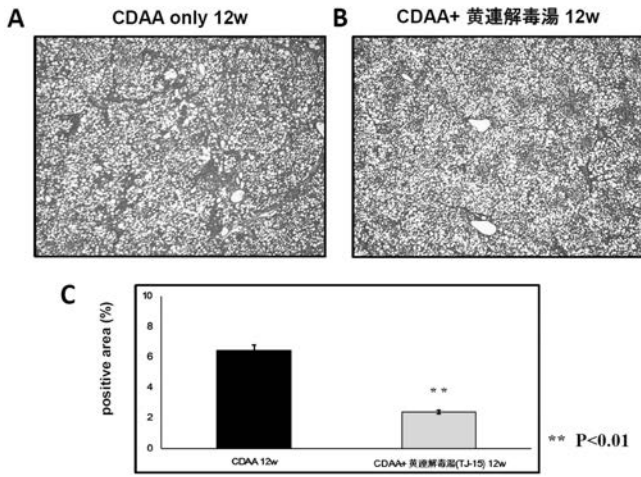 A
CDAA only 12w
B
CDAA+ 黄連解毒湯 12w
C
positive area (%)
10
8
6
4
2
0
**
CDAA 12w
CDAA+ 黄連解毒湯(TJ-15) 12w
** P<0.01